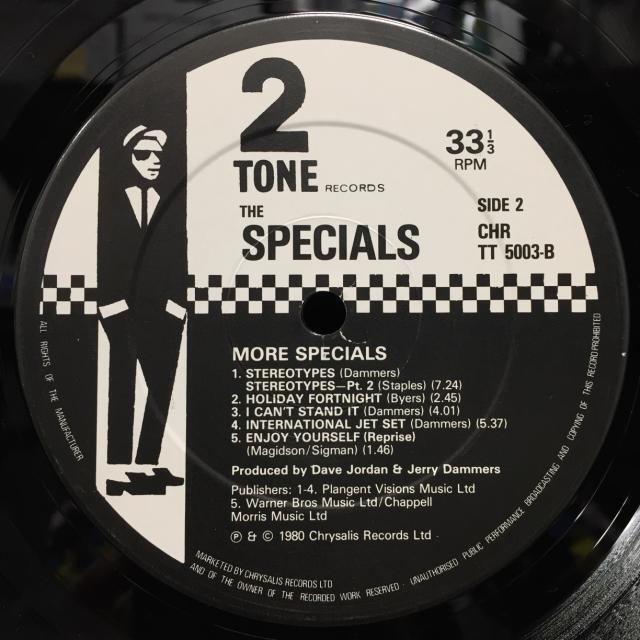 2
TONE RECORDS
33⅓
RPM
THE
SPECIALS
SIDE 2
CHR
TT 5003-B
MORE SPECIALS
1. STEREOTYPES (Dammers)
STEREOTYPES—Pt. 2 (Staples) (7.24)
2. HOLIDAY FORTNIGHT (Byers) (2.45)
3. I CAN'T STAND IT (Dammers) (4.01)
4. INTERNATIONAL JET SET (Dammers) (5.37)
5. ENJOY YOURSELF (Reprise)
(Magidson/Sigman) (1.46)
Produced by Dave Jordan & Jerry Dammers
Publishers: 1-4. Plangent Visions Music Ltd
5. Warner Bros Music Ltd/Chappell
Morris Music Ltd
Ⓟ & © 1980 Chrysalis Records Ltd
MARKETED BY CHRYSALIS RECORDS LTD
ALL RIGHTS OF THE MANUFACTURER
AND OF THE OWNER OF THE RECORDED WORK RESERVED · UNAUTHORISED PUBLIC PERFORMANCE BROADCASTING AND COPYING OF THIS RECORD PROHIBITED